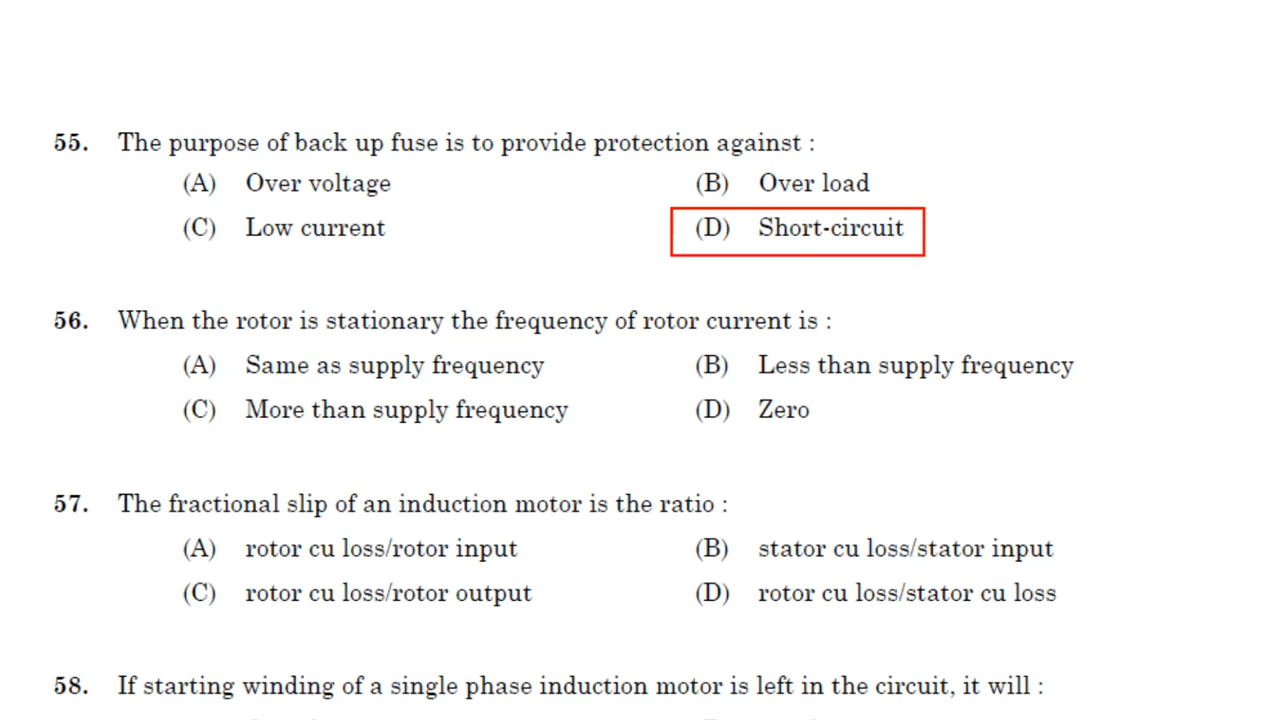 55. The purpose of back up fuse is to provide protection against :
(A) Over voltage (B) Over load
(C) Low current (D) Short-circuit
56. When the rotor is stationary the frequency of rotor current is :
(A) Same as supply frequency (B) Less than supply frequency
(C) More than supply frequency (D) Zero
57. The fractional slip of an induction motor is the ratio :
(A) rotor cu loss/rotor input (B) stator cu loss/stator input
(C) rotor cu loss/rotor output (D) rotor cu loss/stator cu loss
58. If starting winding of a single phase induction motor is left in the circuit, it will :